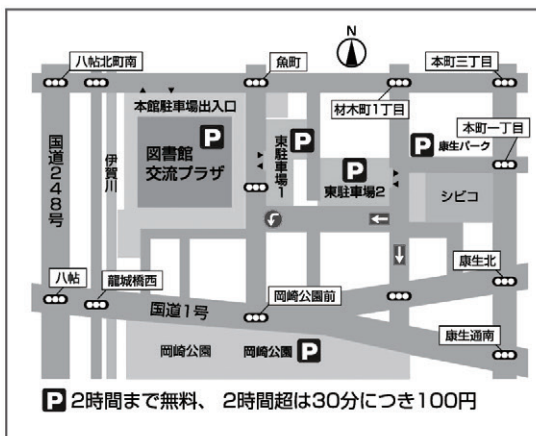 N
八帖北町南
魚町
本町三丁目
本館駐車場出入口
材木町1丁目
本町一丁目
国道248号
伊賀川
図書館
交流プラザ
P
東駐車場1
P
P
康生パーク
P
東駐車場2
シビコ
八帖
龍城橋西
国道1号
岡崎公園前
康生北
康生通南
岡崎公園
岡崎公園 P
P 2時間まで無料、 2時間超は30分につき100円